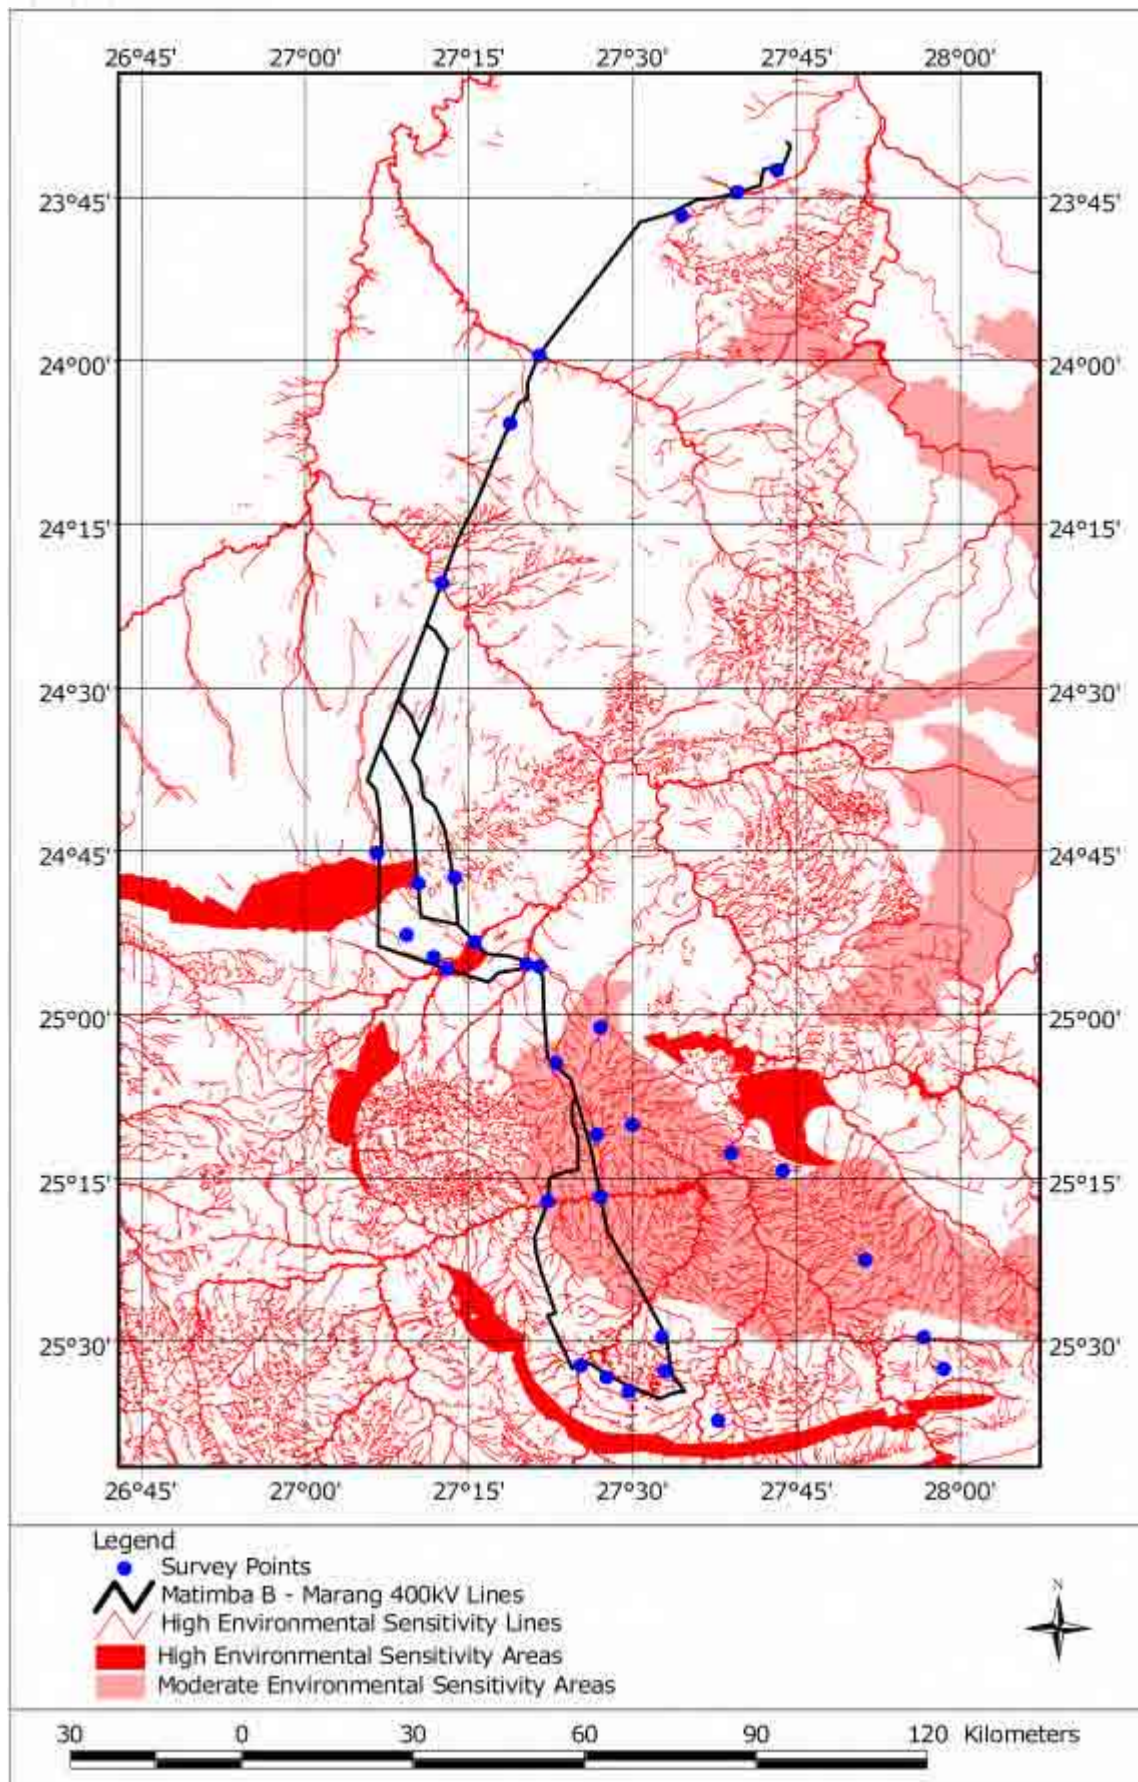 26°45' 27°00' 27°15' 27°30' 27°45' 28°00'
23°45' 23°45'
24°00' 24°00'
24°15' 24°15'
24°30' 24°30'
24°45' 24°45'
25°00' 25°00'
25°15' 25°15'
25°30' 25°30'
26°45' 27°00' 27°15' 27°30' 27°45' 28°00'
Legend
Survey Points
Matimba B - Marang 400kV Lines
High Environmental Sensitivity Lines
High Environmental Sensitivity Areas
Moderate Environmental Sensitivity Areas
N
30 0 30 60 90 120 Kilometers